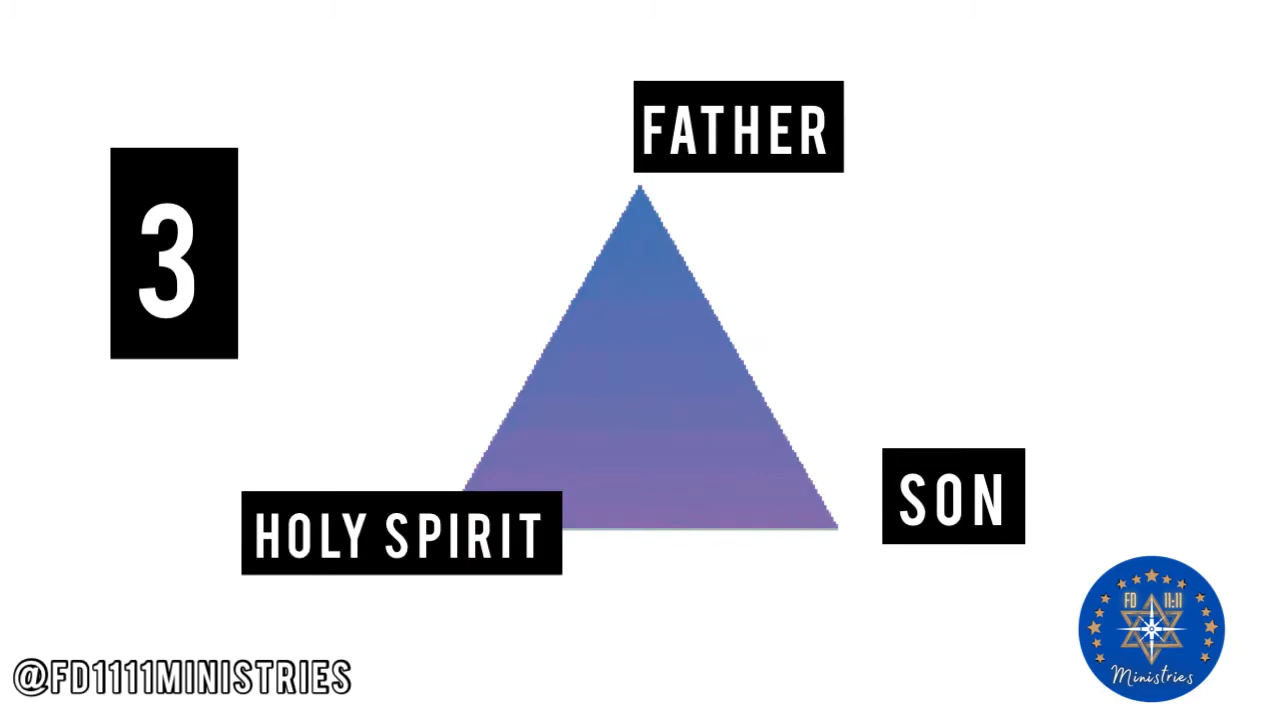 FATHER
3
SON
HOLY SPIRIT
FD 11:11
Ministries
@FD1111MINISTRIES